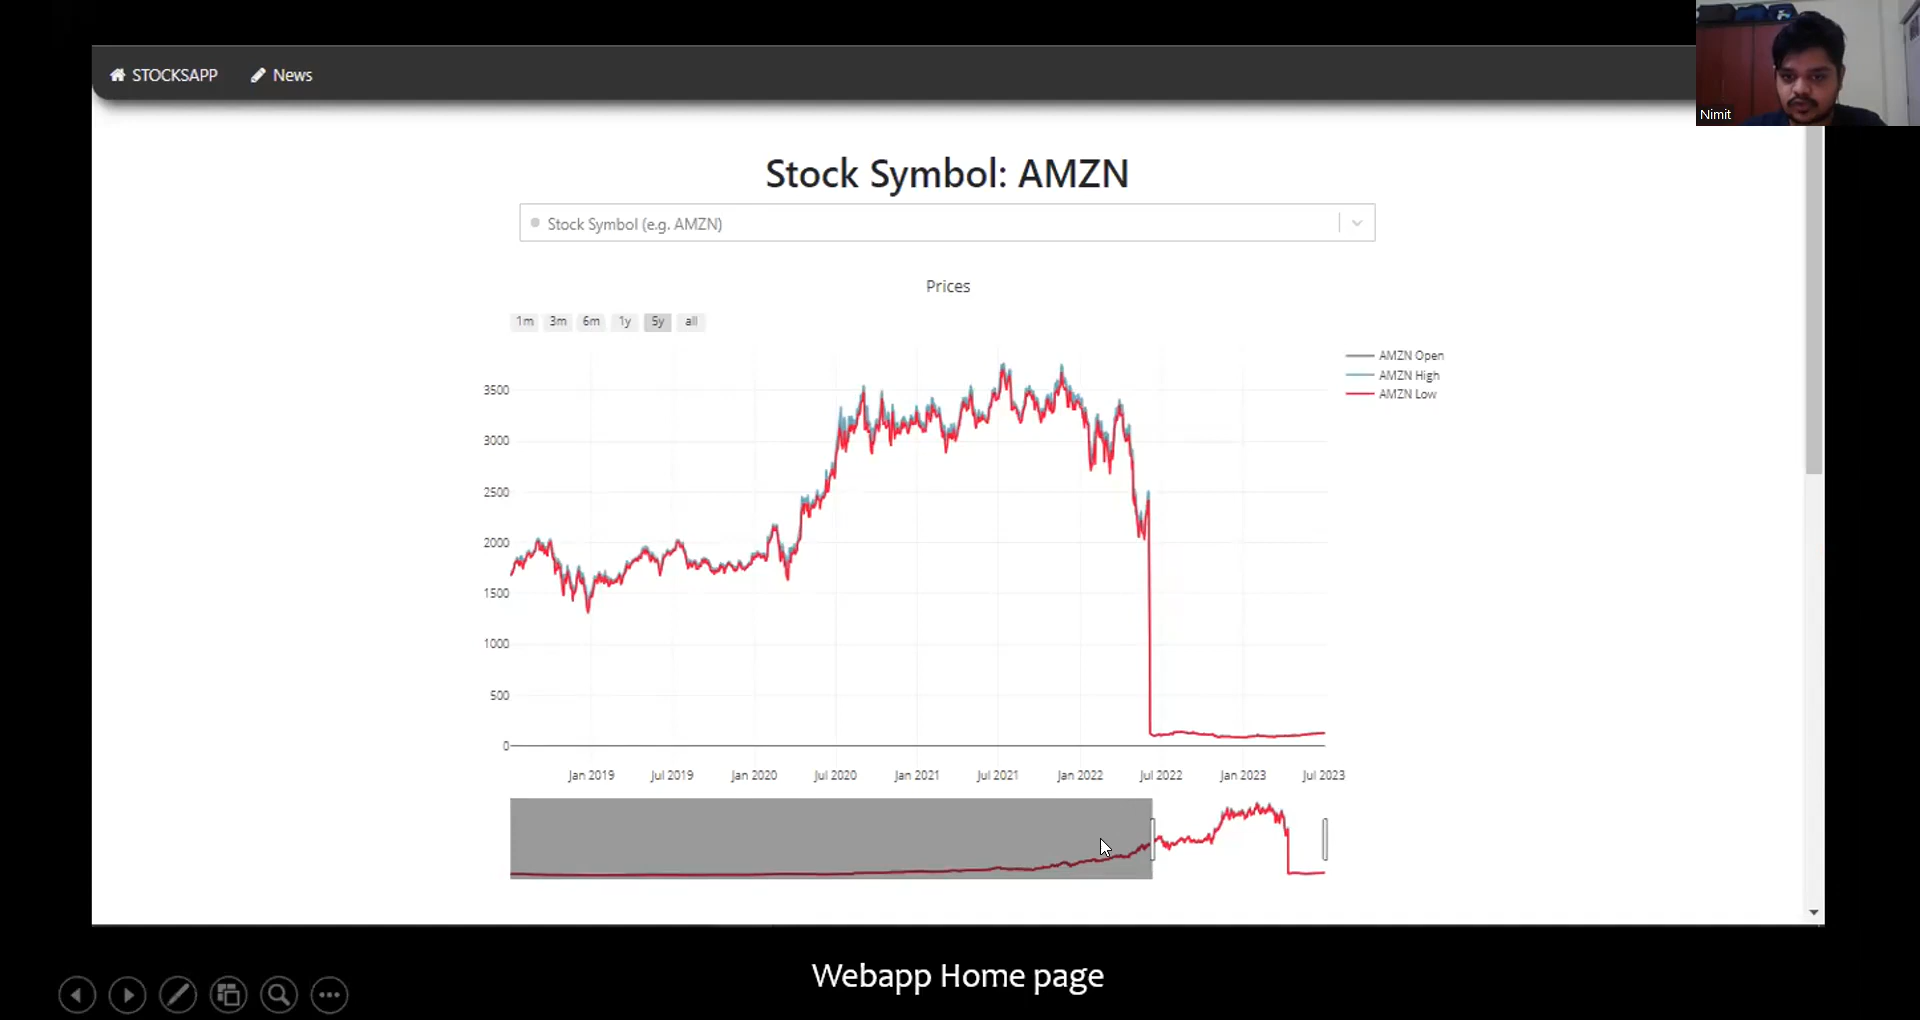 STOCKSAPP News
Nimit
Stock Symbol: AMZN
Stock Symbol (e.g. AMZN)
Prices
1m 3m 6m 1y 5y all
AMZN Open
AMZN High
AMZN Low
3500
3000
2500
2000
1500
1000
500
0
Jan 2019 Jul 2019 Jan 2020 Jul 2020 Jan 2021 Jul 2021 Jan 2022 Jul 2022 Jan 2023 Jul 2023
Webapp Home page